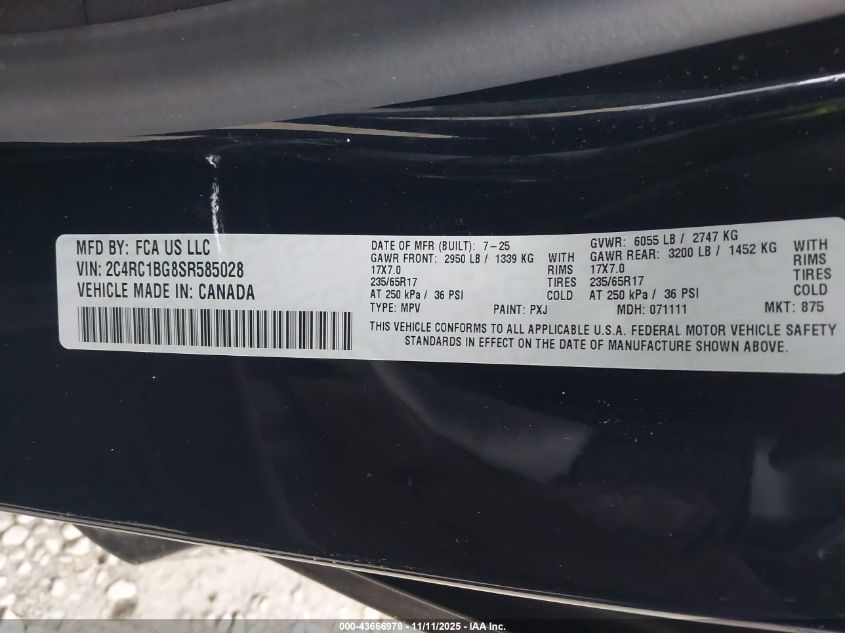 MFD BY: FCA US LLC
VIN: 2C4RC1BG8SR585028
VEHICLE MADE IN: CANADA
DATE OF MFR (BUILT): 7-25
GAWR FRONT: 2950 LB / 1339 KG WITH
17X7.0 RIMS
235/65R17 TIRES
AT 250 kPa / 36 PSI COLD
TYPE: MPV PAINT: PXJ
GVWR: 6055 LB / 2747 KG
GAWR REAR: 3200 LB / 1452 KG WITH
17X7.0 RIMS
235/65R17 TIRES
AT 250 kPa / 36 PSI COLD
MDH: 071111 MKT: 875
THIS VEHICLE CONFORMS TO ALL APPLICABLE U.S.A. FEDERAL MOTOR VEHICLE SAFETY
STANDARDS IN EFFECT ON THE DATE OF MANUFACTURE SHOWN ABOVE.
000-43666978 - 11/11/2025 - IAA Inc.